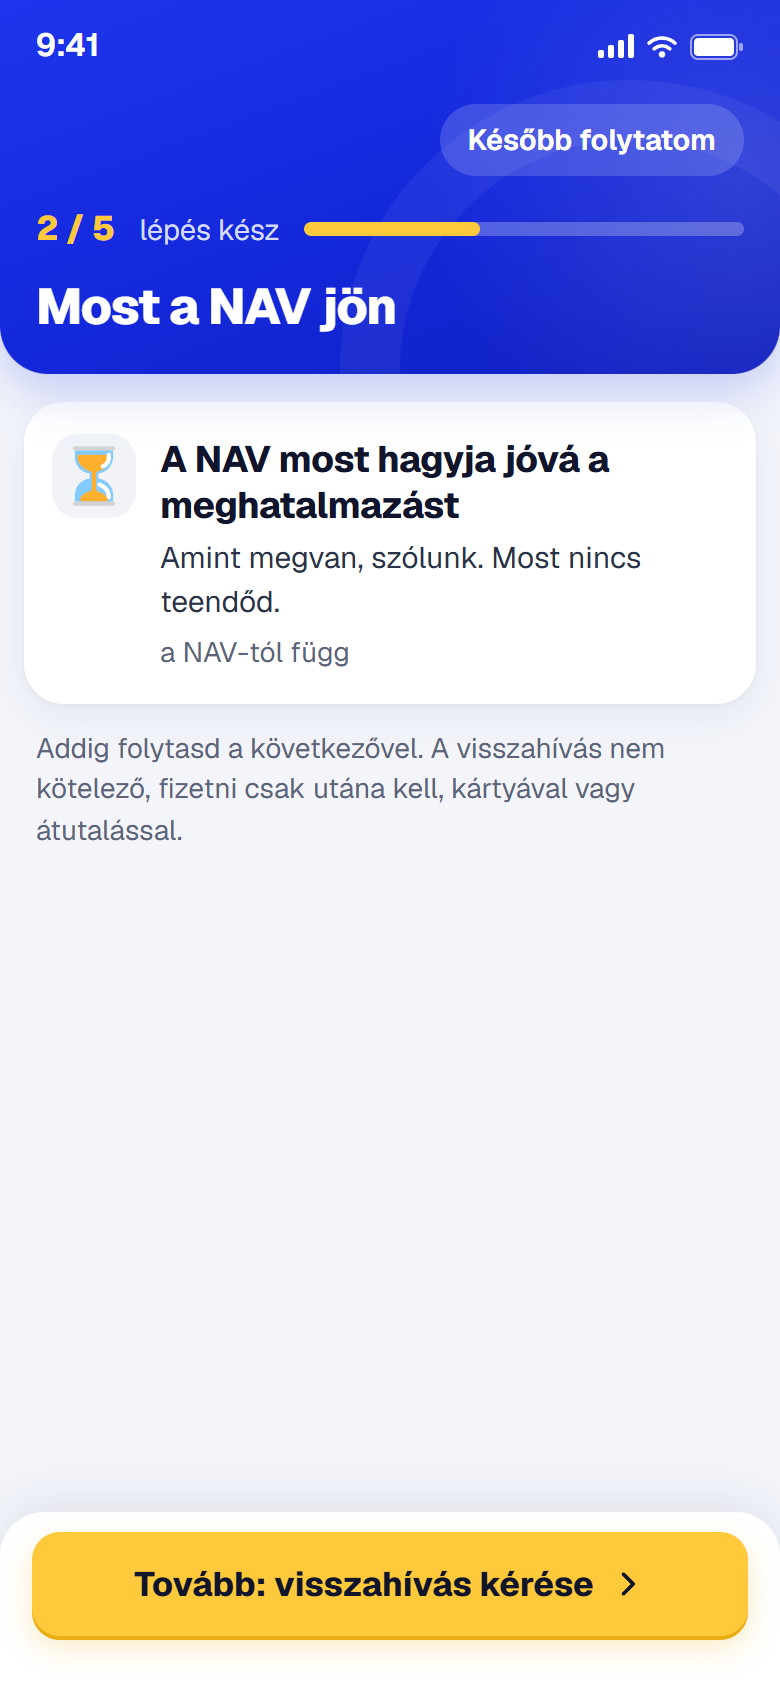 9:41
Később folytatom
2 / 5 lépés kész
Most a NAV jön
A NAV most hagyja jóvá a
meghatalmazást
Amint megvan, szólunk. Most nincs
teendőd.
a NAV-tól függ
Addig folytasd a következővel. A visszahívás nem
kötelező, fizetni csak utána kell, kártyával vagy
átutalással.
Tovább: visszahívás kérése